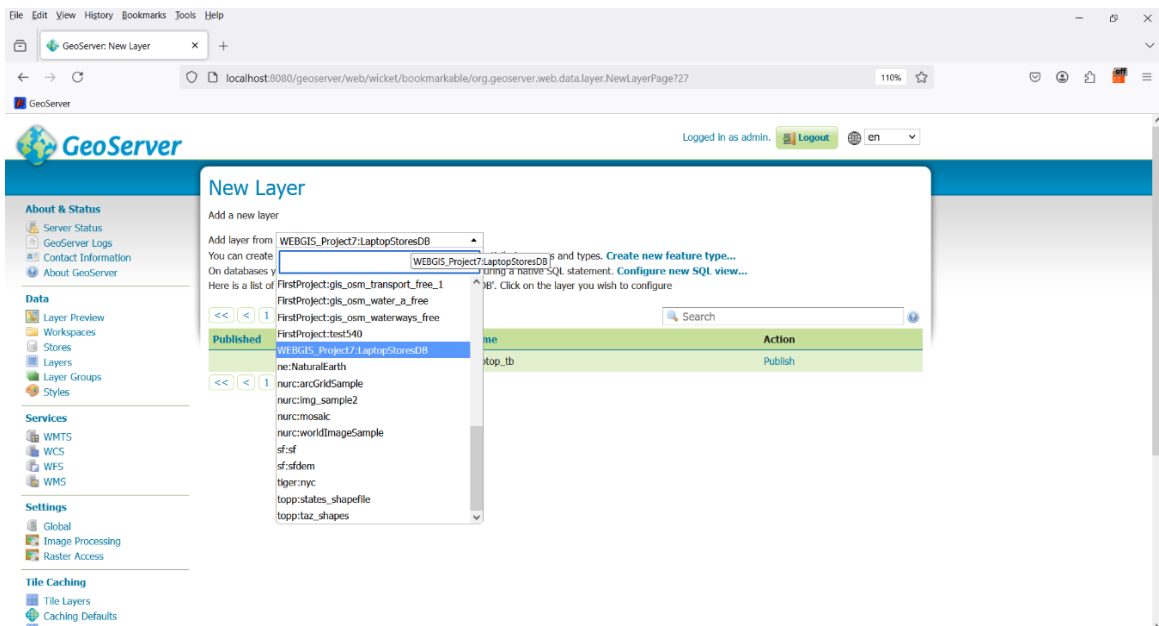 File Edit View History Bookmarks Tools Help
GeoServer: New Layer
localhost:8080/geoserver/web/wicket/bookmarkable/org.geoserver.web.data.layer.NewLayerPage?27
110%
off
GeoServer
GeoServer
Logged in as admin. Logout en
New Layer
Add a new layer
Add layer from WEBGIS_Project7:LaptopStoresDB
You can create s and types. Create new feature type...
WEBGIS_Project7:LaptopStoresDB
On databases y uring a native SQL statement. Configure new SQL view...
Here is a list of DB'. Click on the layer you wish to configure
<< < 1 Search
Published me Action
ptop_tb Publish
<< < 1
FirstProject:gis_osm_transport_free_1
FirstProject:gis_osm_water_a_free
FirstProject:gis_osm_waterways_free
FirstProject:test540
WEBGIS_Project7:LaptopStoresDB
ne:NaturalEarth
nurc:arcGridSample
nurc:img_sample2
nurc:mosaic
nurc:worldImageSample
sf:sf
sf:sfdem
tiger:nyc
topp:states_shapefile
topp:taz_shapes
About & Status
Server Status
GeoServer Logs
Contact Information
About GeoServer
Data
Layer Preview
Workspaces
Stores
Layers
Layer Groups
Styles
Services
WMTS
WCS
WFS
WMS
Settings
Global
Image Processing
Raster Access
Tile Caching
Tile Layers
Caching Defaults